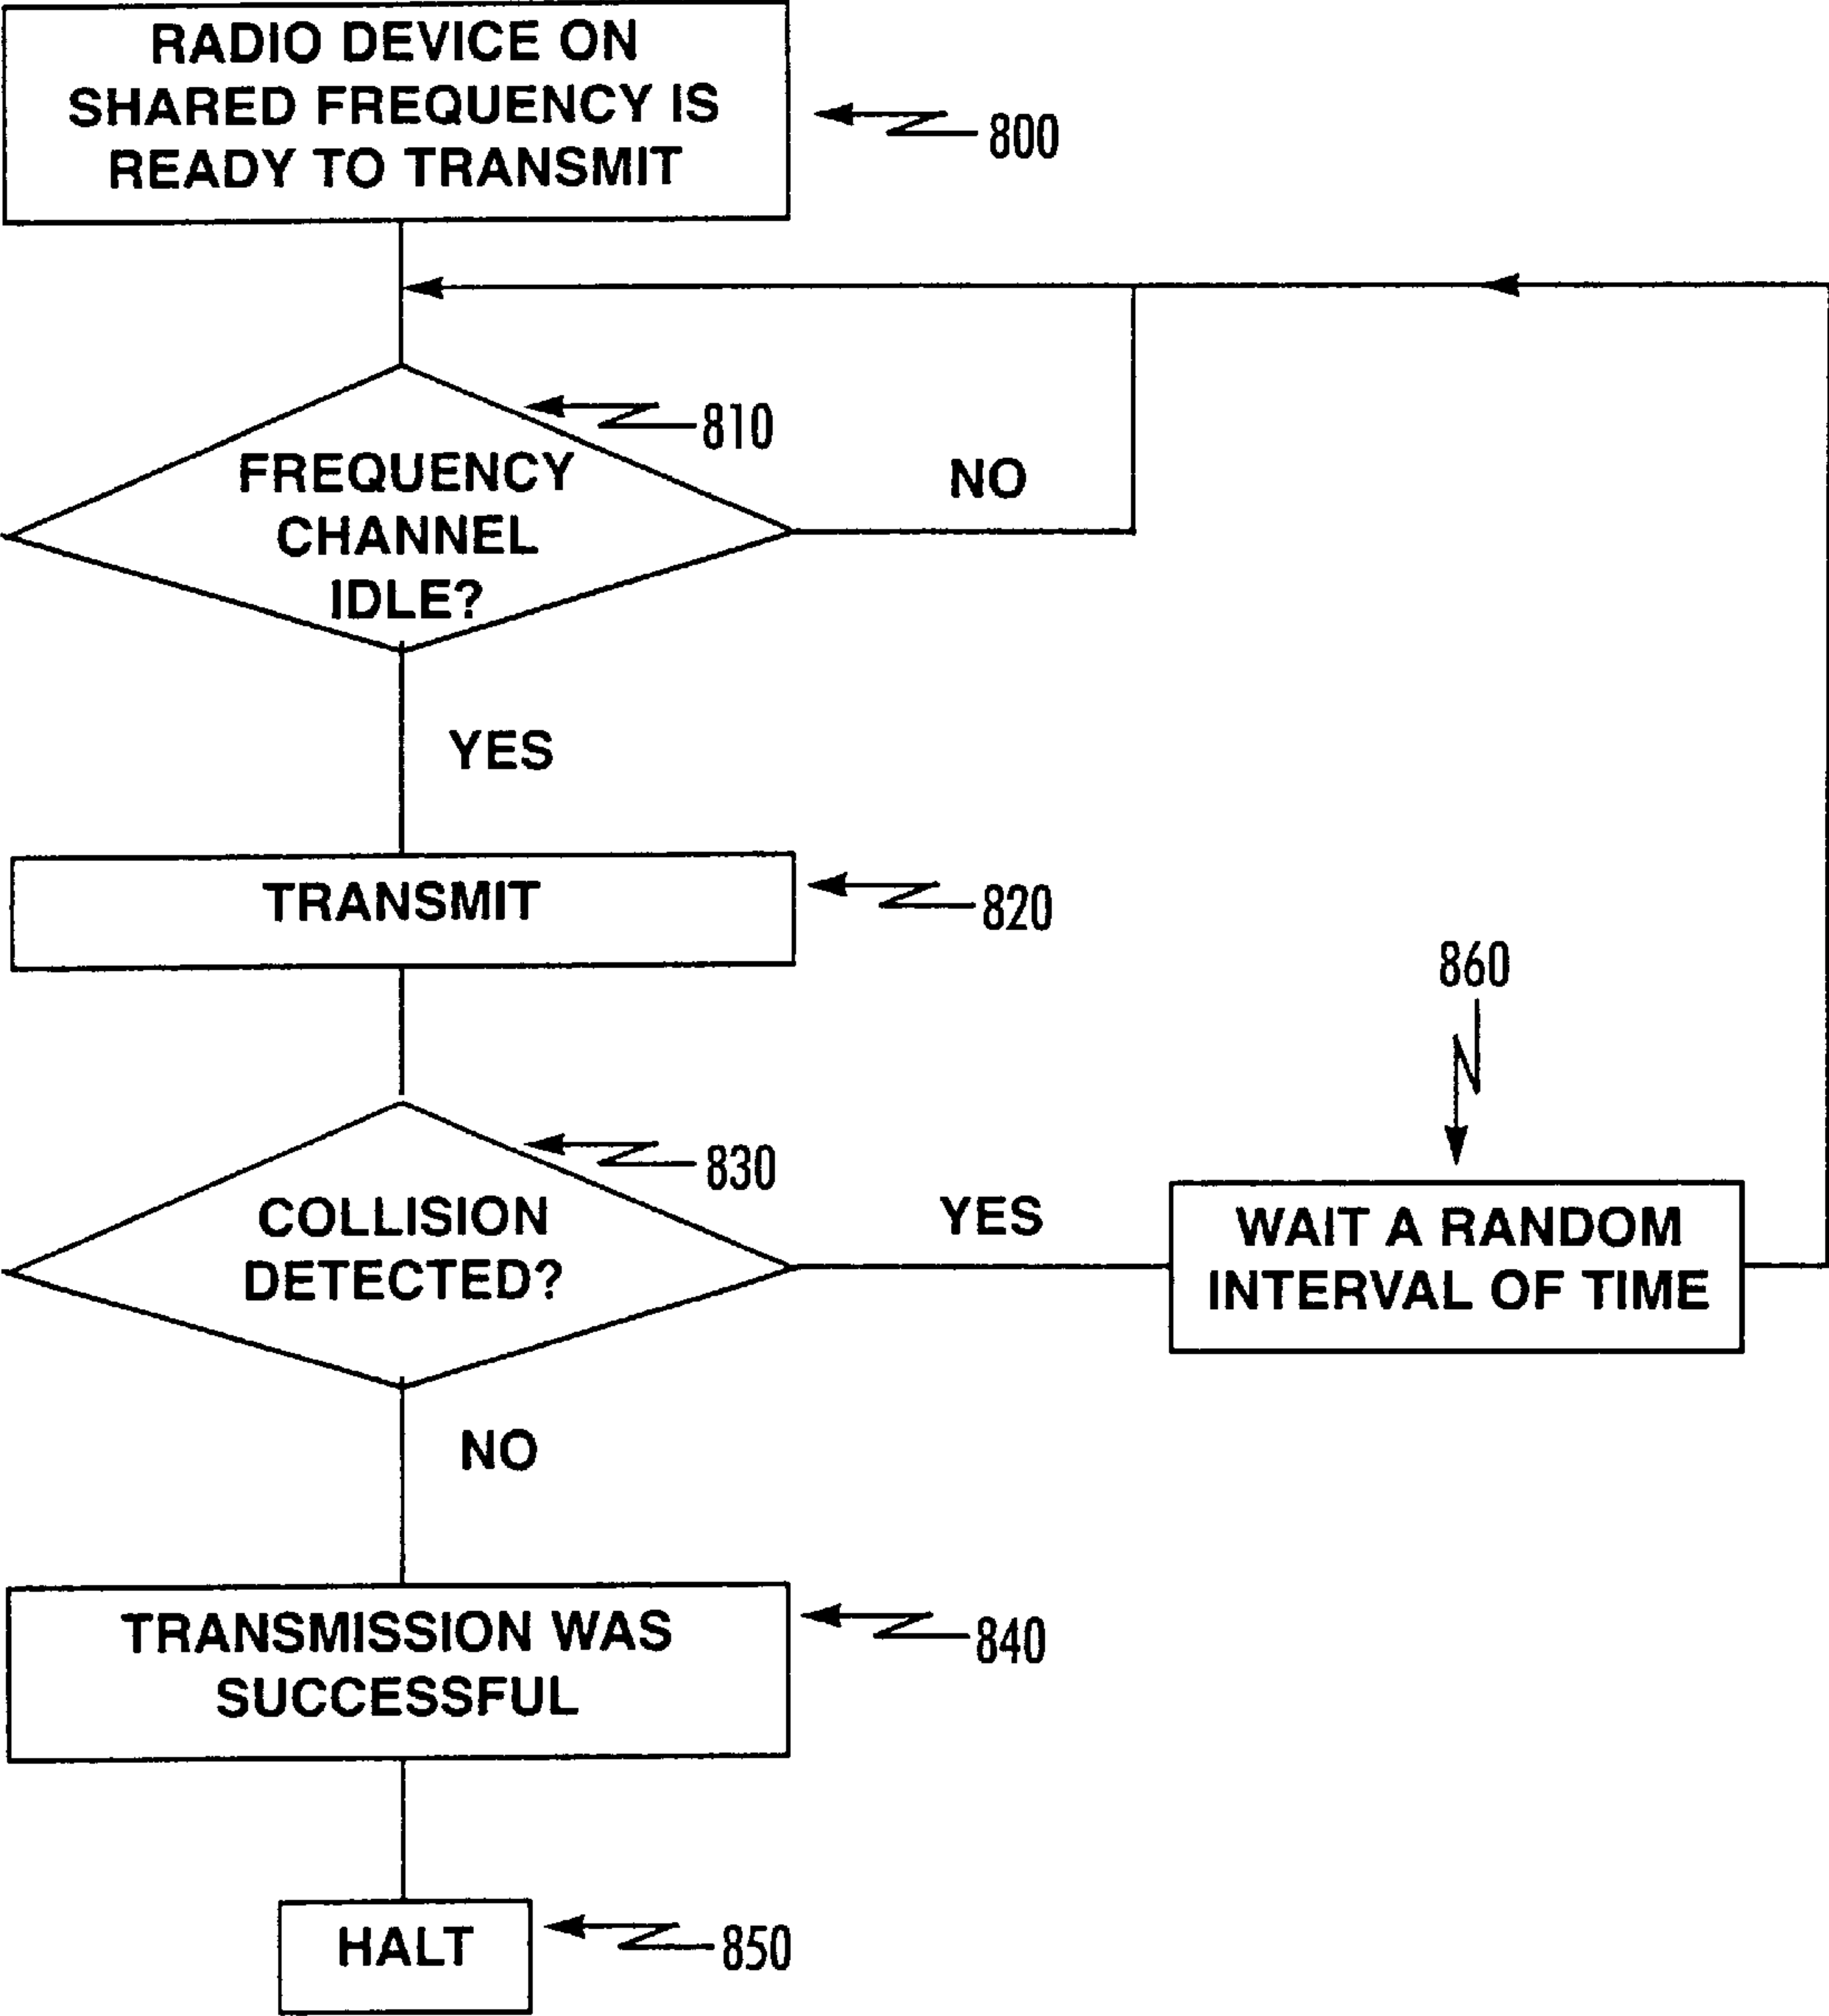 RADIO DEVICE ON
SHARED FREQUENCY IS
READY TO TRANSMIT
800
810
FREQUENCY
CHANNEL
IDLE?
NO
YES
TRANSMIT
820
860
830
COLLISION
DETECTED?
YES
WAIT A RANDOM
INTERVAL OF TIME
NO
TRANSMISSION WAS
SUCCESSFUL
840
HALT
850